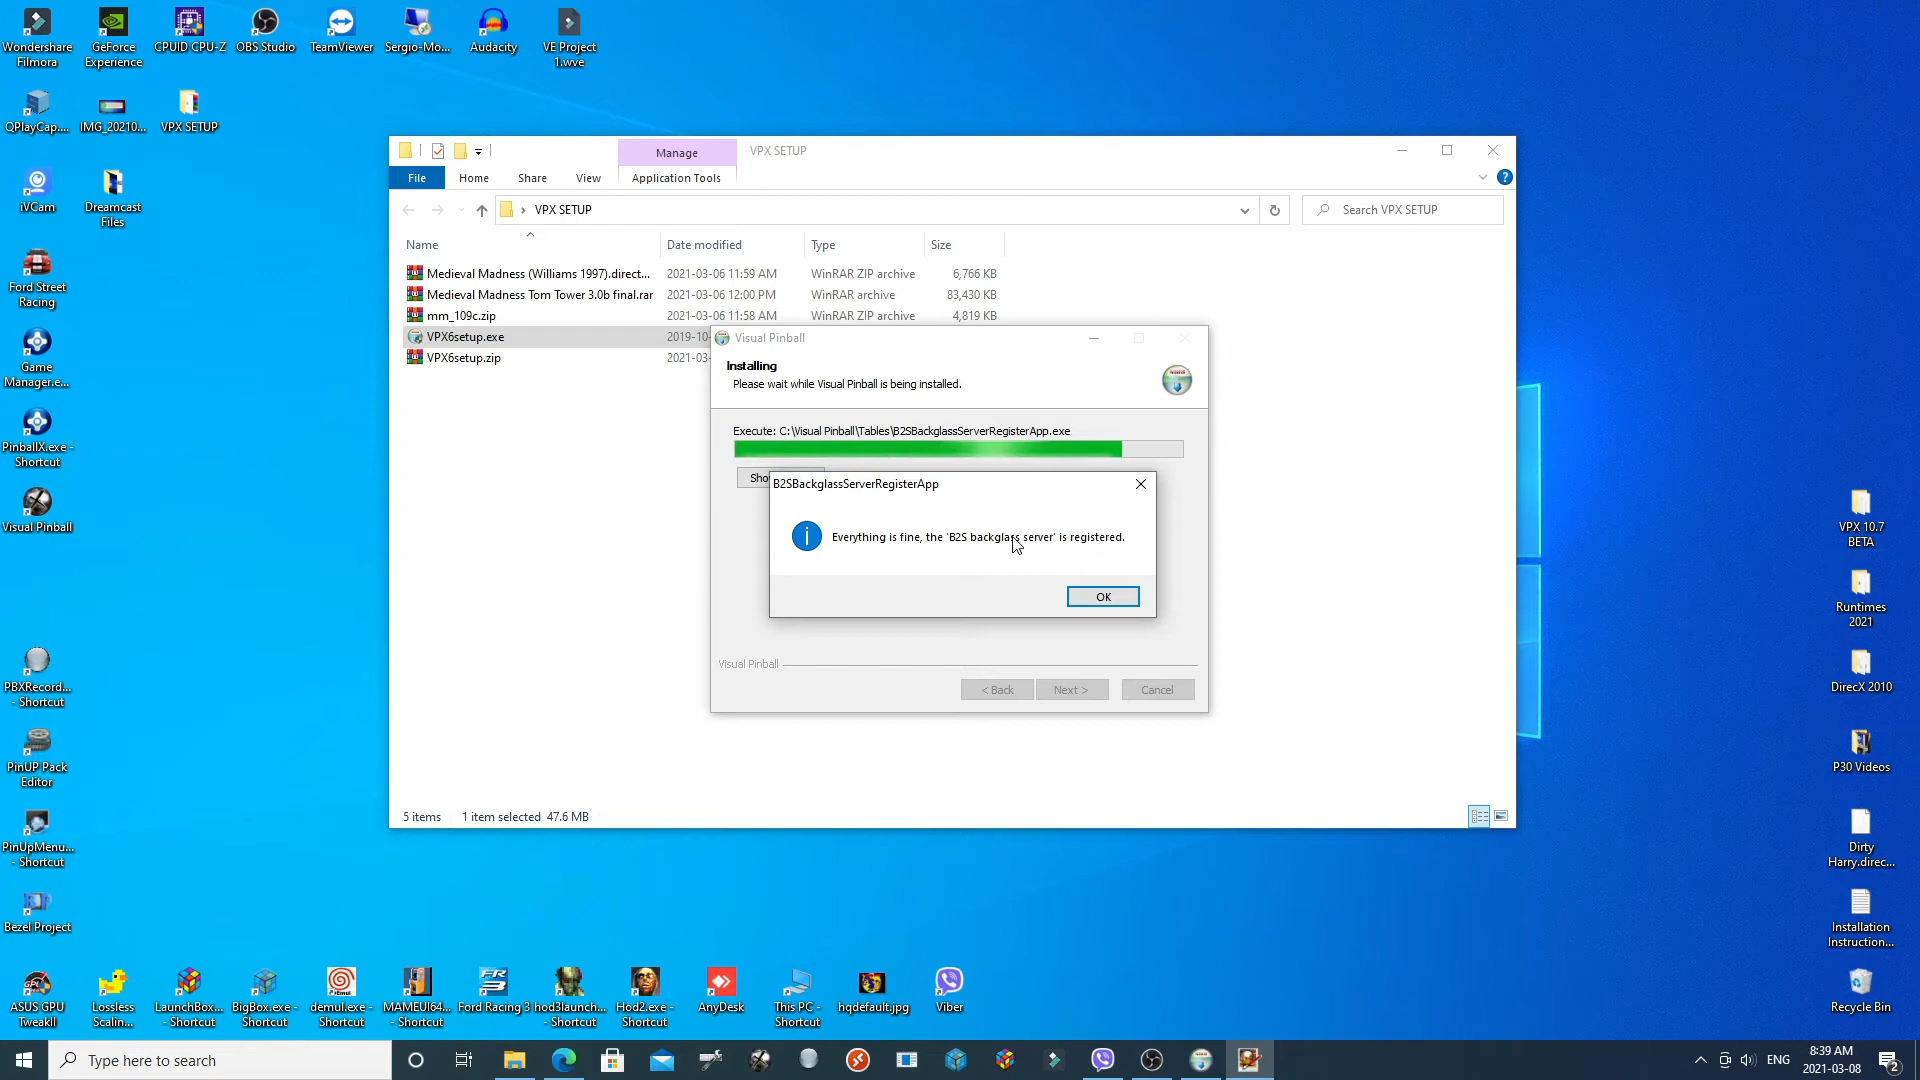 Wondershare
Filmora
GeForce
Experience
CPUID CPU-Z
OBS Studio
TeamViewer
Sergio-Mo...
Audacity
VE Project
1.wve
QPlayCap....
IMG_20210...
VPX SETUP
iVCam
Dreamcast
Files
Ford Street
Racing
Game
Manager.e...
PinballX.exe -
Shortcut
Visual Pinball
PBXRecord...
- Shortcut
PinUP Pack
Editor
PinUpMenu...
- Shortcut
Bezel Project
ASUS GPU
TweakII
Lossless
Scalin...
LaunchBox...
- Shortcut
BigBox.exe -
Shortcut
demul.exe -
Shortcut
MAMEUI64...
- Shortcut
Ford Racing 3
hod3launch...
- Shortcut
Hod2.exe -
Shortcut
AnyDesk
This PC -
Shortcut
hqdefault.jpg
Viber
VPX 10.7
BETA
Runtimes
2021
DirecX 2010
P30 Videos
Dirty
Harry.direc...
Installation
Instruction...
Recycle Bin
Manage
VPX SETUP
File
Home
Share
View
Application Tools
VPX SETUP
Search VPX SETUP
Name
Date modified
Type
Size
Medieval Madness (Williams 1997).direct...
2021-03-06 11:59 AM
WinRAR ZIP archive
6,766 KB
Medieval Madness Tom Tower 3.0b final.rar
2021-03-06 12:00 PM
WinRAR archive
83,430 KB
mm_109c.zip
2021-03-06 11:58 AM
WinRAR ZIP archive
4,819 KB
VPX6setup.exe
2019-10-
VPX6setup.zip
2021-03-
5 items
1 item selected 47.6 MB
Visual Pinball
Installing
Please wait while Visual Pinball is being installed.
Execute: C:\Visual Pinball\Tables\B2SBackglassServerRegisterApp.exe
Sho
B2SBackglassServerRegisterApp
Everything is fine, the 'B2S backglass server' is registered.
OK
Visual Pinball
< Back
Next >
Cancel
Type here to search
ENG
8:39 AM
2021-03-08
2